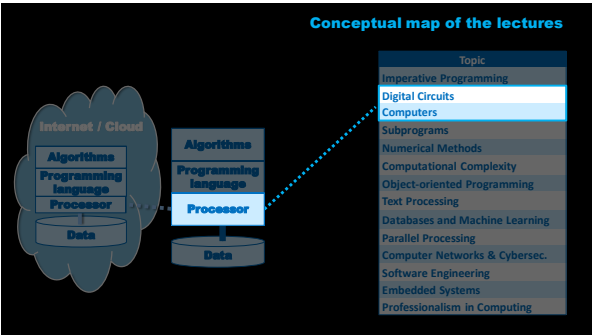 Conceptual map of the lectures
Topic
Imperative Programming
Digital Circuits
Computers
Subprograms
Numerical Methods
Computational Complexity
Object-oriented Programming
Text Processing
Databases and Machine Learning
Parallel Processing
Computer Networks & Cybersec.
Software Engineering
Embedded Systems
Professionalism in Computing
Internet / Cloud
Algorithms
Programming
language
Processor
Data
Algorithms
Programming
language
Processor
Data